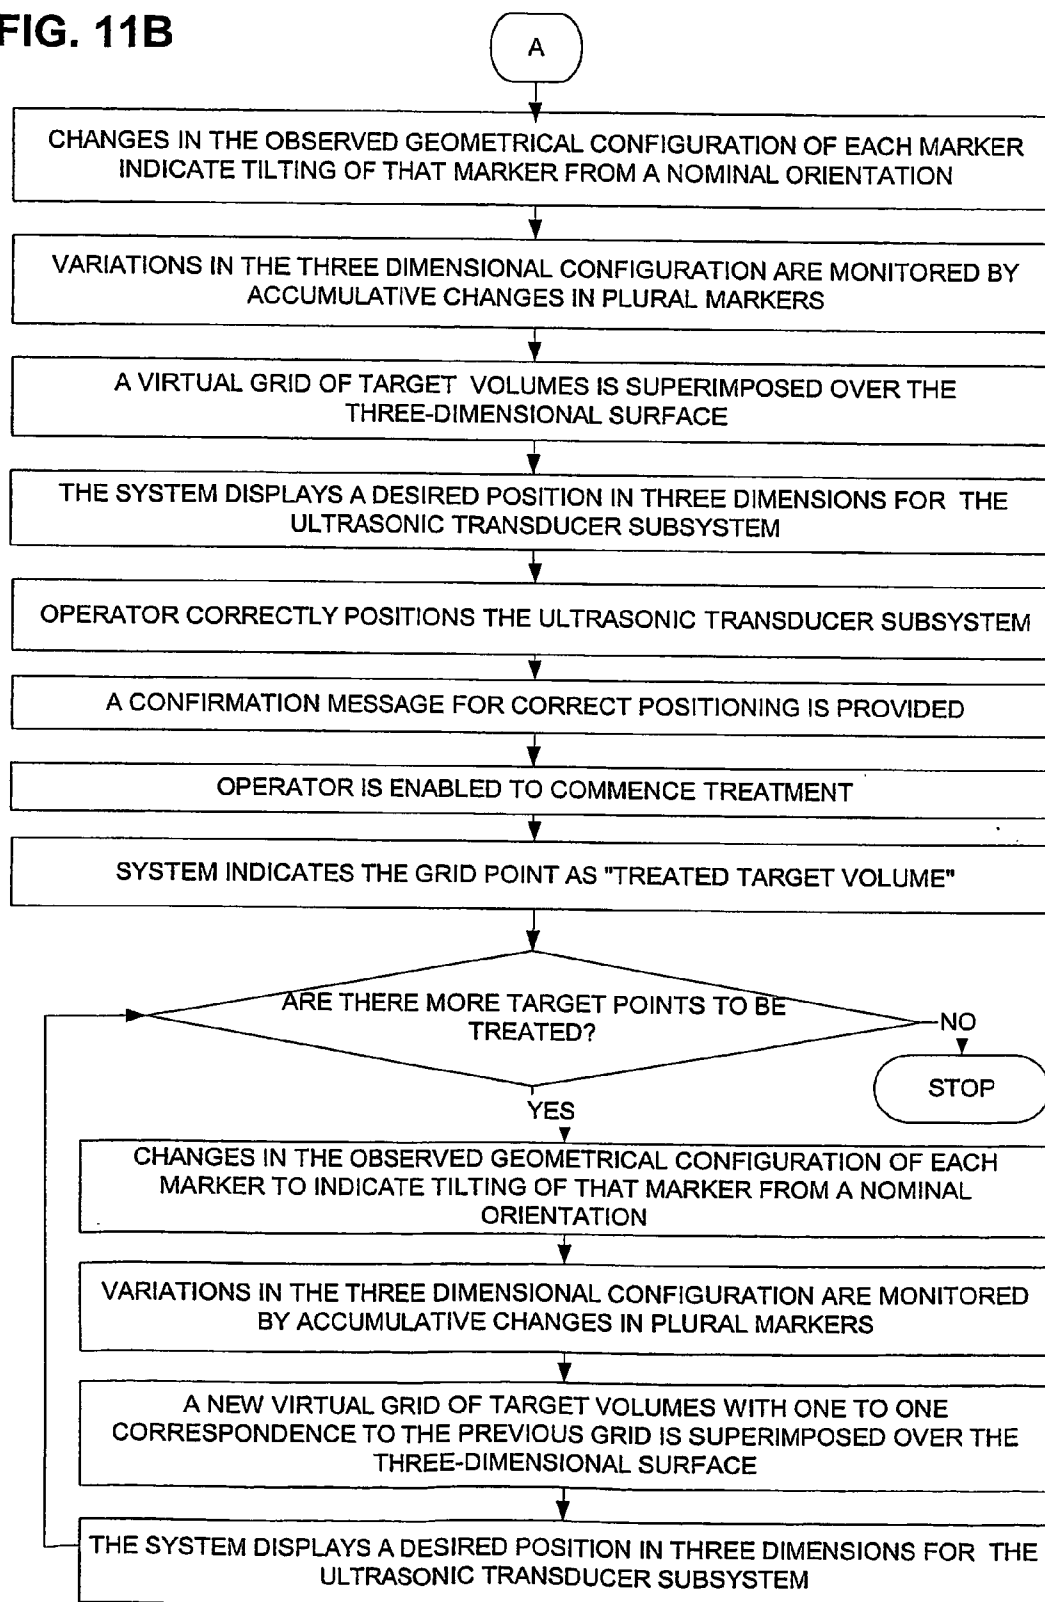 FIG. 11B
A
CHANGES IN THE OBSERVED GEOMETRICAL CONFIGURATION OF EACH MARKER
INDICATE TILTING OF THAT MARKER FROM A NOMINAL ORIENTATION
VARIATIONS IN THE THREE DIMENSIONAL CONFIGURATION ARE MONITORED BY
ACCUMULATIVE CHANGES IN PLURAL MARKERS
A VIRTUAL GRID OF TARGET VOLUMES IS SUPERIMPOSED OVER THE
THREE-DIMENSIONAL SURFACE
THE SYSTEM DISPLAYS A DESIRED POSITION IN THREE DIMENSIONS FOR THE
ULTRASONIC TRANSDUCER SUBSYSTEM
OPERATOR CORRECTLY POSITIONS THE ULTRASONIC TRANSDUCER SUBSYSTEM
A CONFIRMATION MESSAGE FOR CORRECT POSITIONING IS PROVIDED
OPERATOR IS ENABLED TO COMMENCE TREATMENT
SYSTEM INDICATES THE GRID POINT AS "TREATED TARGET VOLUME"
ARE THERE MORE TARGET POINTS TO BE
TREATED?
NO
STOP
YES
CHANGES IN THE OBSERVED GEOMETRICAL CONFIGURATION OF EACH
MARKER TO INDICATE TILTING OF THAT MARKER FROM A NOMINAL
ORIENTATION
VARIATIONS IN THE THREE DIMENSIONAL CONFIGURATION ARE MONITORED
BY ACCUMULATIVE CHANGES IN PLURAL MARKERS
A NEW VIRTUAL GRID OF TARGET VOLUMES WITH ONE TO ONE
CORRESPONDENCE TO THE PREVIOUS GRID IS SUPERIMPOSED OVER THE
THREE-DIMENSIONAL SURFACE
THE SYSTEM DISPLAYS A DESIRED POSITION IN THREE DIMENSIONS FOR THE
ULTRASONIC TRANSDUCER SUBSYSTEM